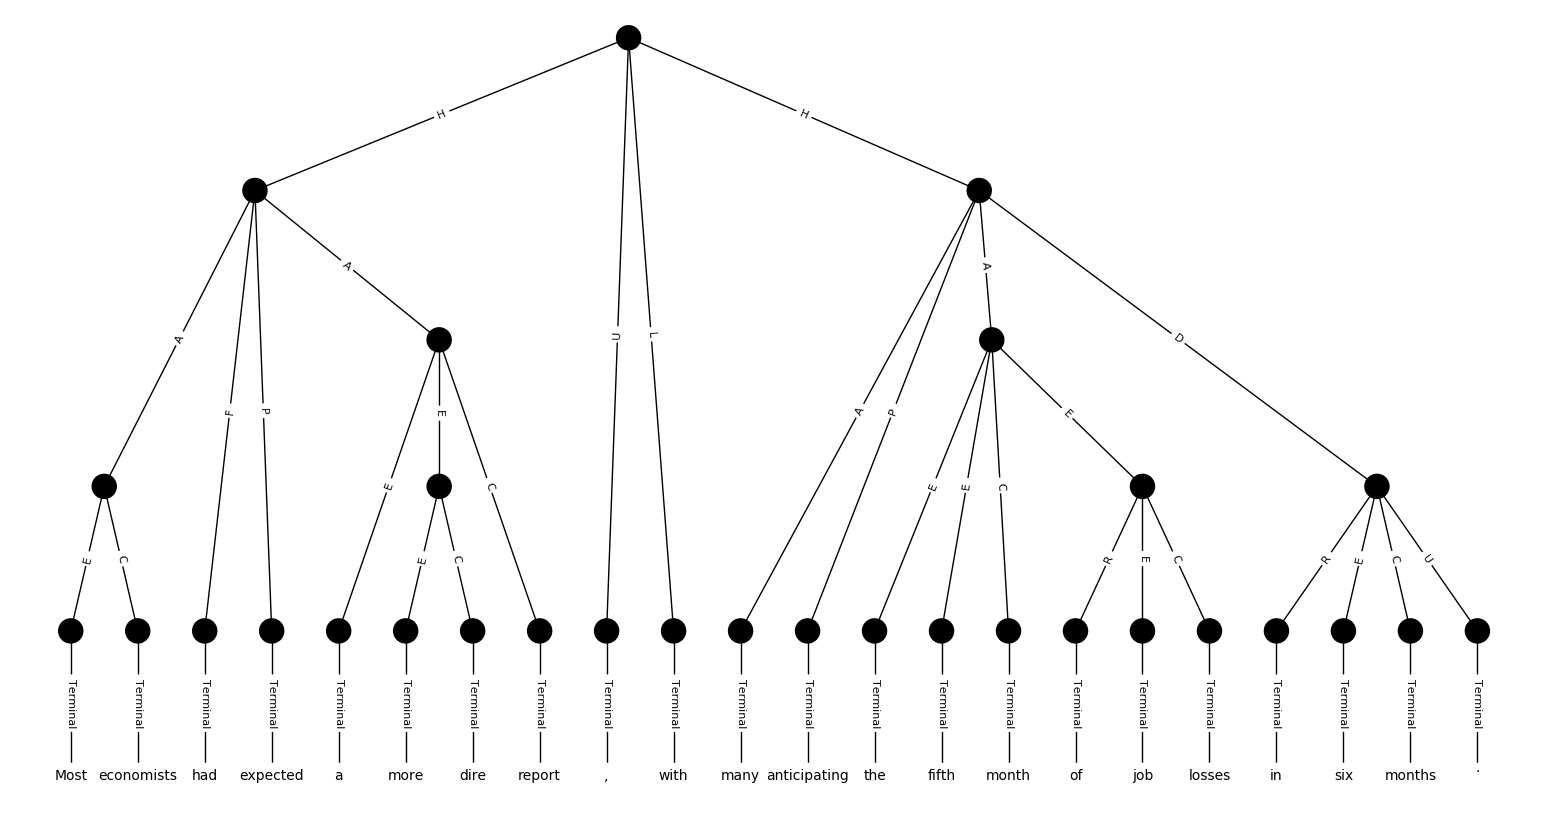 H H
A U L A
F P E A P D
E C E E E C E
E C R E C R E C U
Terminal Terminal Terminal Terminal Terminal Terminal Terminal Terminal Terminal Terminal Terminal Terminal Terminal Terminal Terminal Terminal Terminal Terminal Terminal Terminal Terminal Terminal
Most economists had expected a more dire report , with many anticipating the fifth month of job losses in six months .